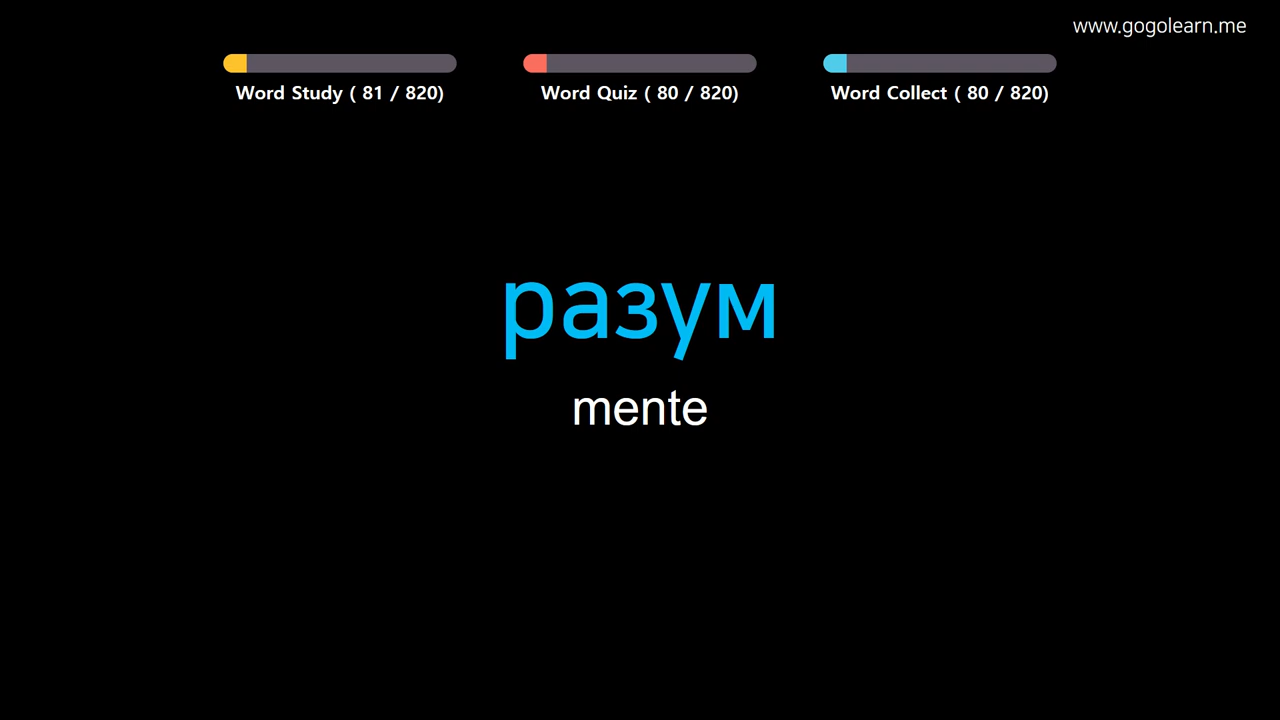 www.gogolearn.me
Word Study ( 81 / 820)
Word Quiz ( 80 / 820)
Word Collect ( 80 / 820)
разум
mente